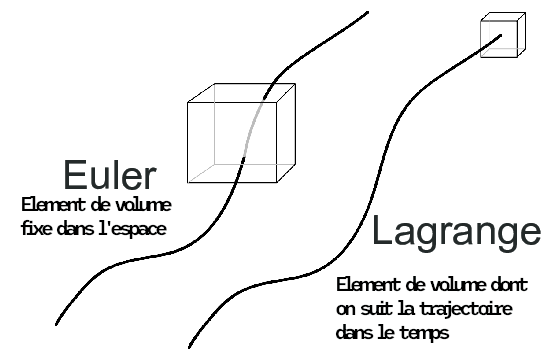 Euler
Element de volume
fixe dans l'espace
Lagrange
Element de volume dont
on suit la trajectoire
dans le temps